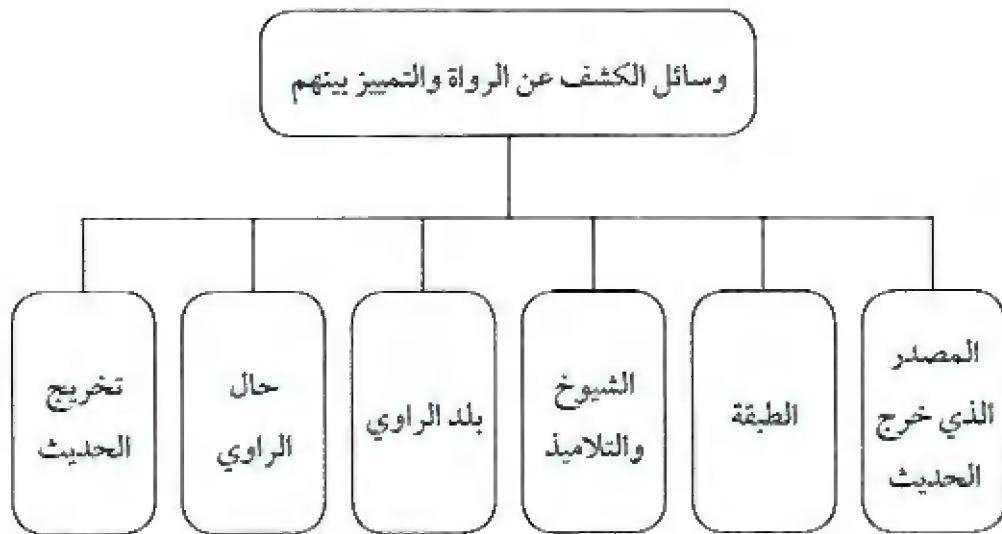 وسائل الكشف عن الرواة والتمييز بينهم
المصدر
الذي خرج
الحديث
الطبقة
الشيوخ
والتلاميذ
بلد الراوي
حال
الراوي
تخريج
الحديث